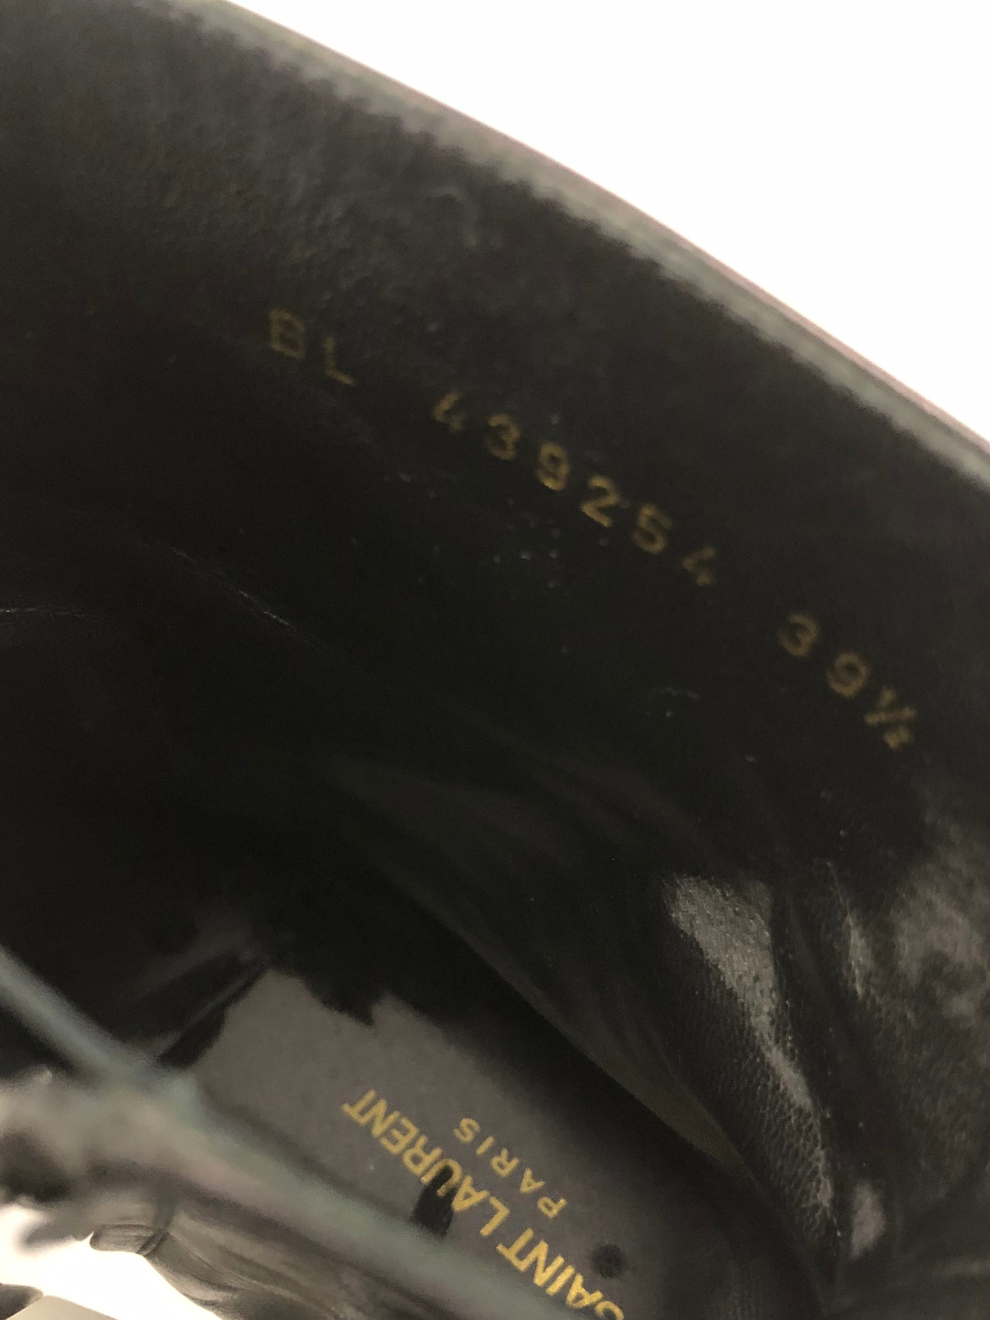 BL 439254 39½
SAINT LAURENT
PARIS